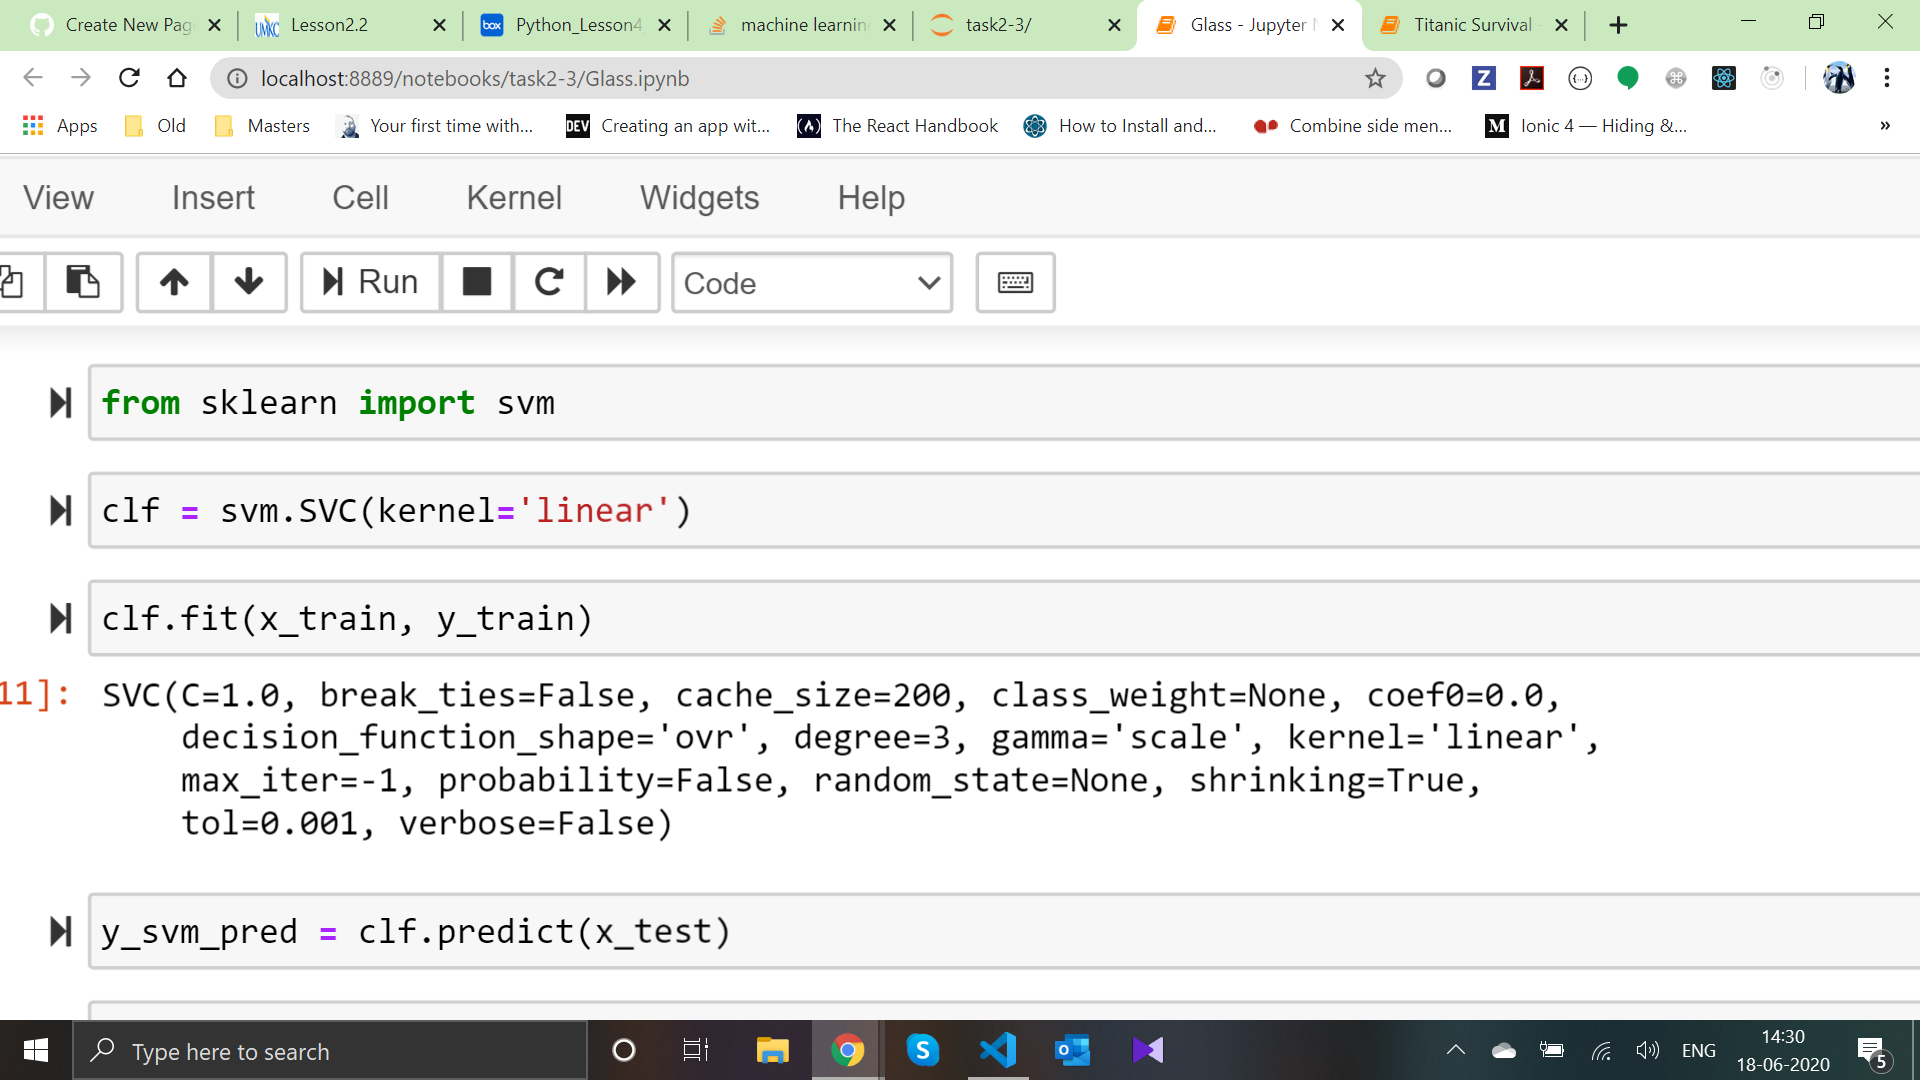 Create New Pag
Lesson2.2
Python_Lesson4
machine learning
task2-3/
Glass - Jupyter N
Titanic Survival -
localhost:8889/notebooks/task2-3/Glass.ipynb
Apps
Old
Masters
Your first time with...
DEV
Creating an app wit...
The React Handbook
How to Install and...
Combine side men...
M
Ionic 4 — Hiding &...
»
View
Insert
Cell
Kernel
Widgets
Help
Run
Code
from sklearn import svm
clf = svm.SVC(kernel='linear')
clf.fit(x_train, y_train)
11]: SVC(C=1.0, break_ties=False, cache_size=200, class_weight=None, coef0=0.0,
decision_function_shape='ovr', degree=3, gamma='scale', kernel='linear',
max_iter=-1, probability=False, random_state=None, shrinking=True,
tol=0.001, verbose=False)
y_svm_pred = clf.predict(x_test)
Type here to search
ENG
14:30
18-06-2020
5